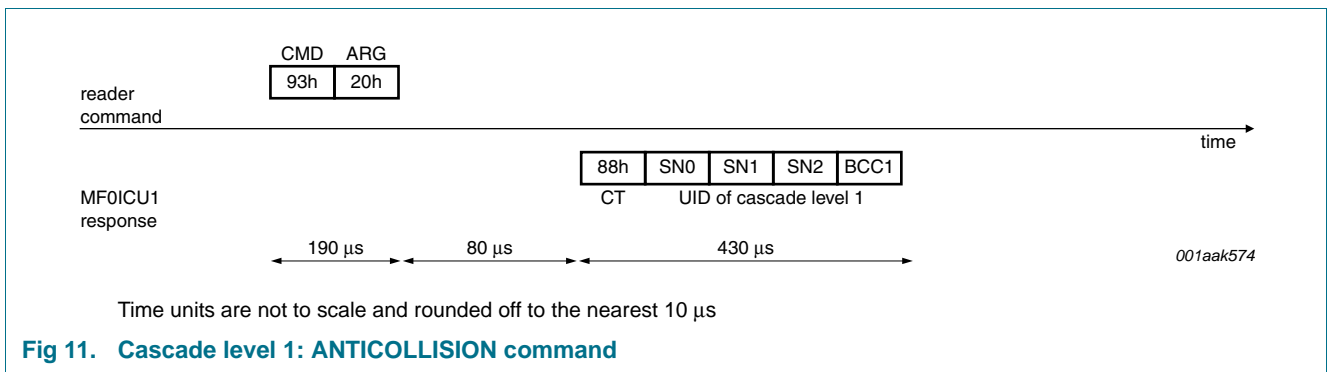 CMD ARG
93h 20h
reader
command
time
88h SN0 SN1 SN2 BCC1
MF0ICU1
response
CT UID of cascade level 1
190 μs 80 μs 430 μs
001aak574
Time units are not to scale and rounded off to the nearest 10 μs
Fig 11. Cascade level 1: ANTICOLLISION command